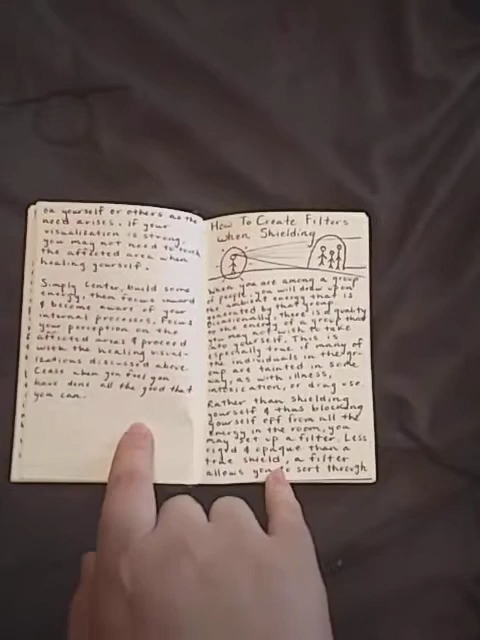 on yourself or others as the
need arises. If your
visualization is strong,
you may not need to touch
the affected area when
healing yourself.
Simply center, build some
energy, then focus inward
& become aware of your
internal processes. Focus
your perception on the
affected areas & proceed
with the healing visual-
izations discussed above.
Cease when you feel you
have done all the good that
you can.
How To Create Filters
When Shielding
When you are among a group
of people, you will draw upon
the ambient energy that is
generated by that group.
Occasionally, there is a quality
to the energy of a group that
you may not wish to take
into yourself. This is
especially true if many of
the individuals in the gro-
up are tainted in some
way, as with illness,
intoxication, or drug use.
Rather than shielding
yourself & thus blocking
yourself off from all the
energy in the room, you
may set up a filter. Less
rigid & opaque than a
true shield, a filter
allows you to sort through